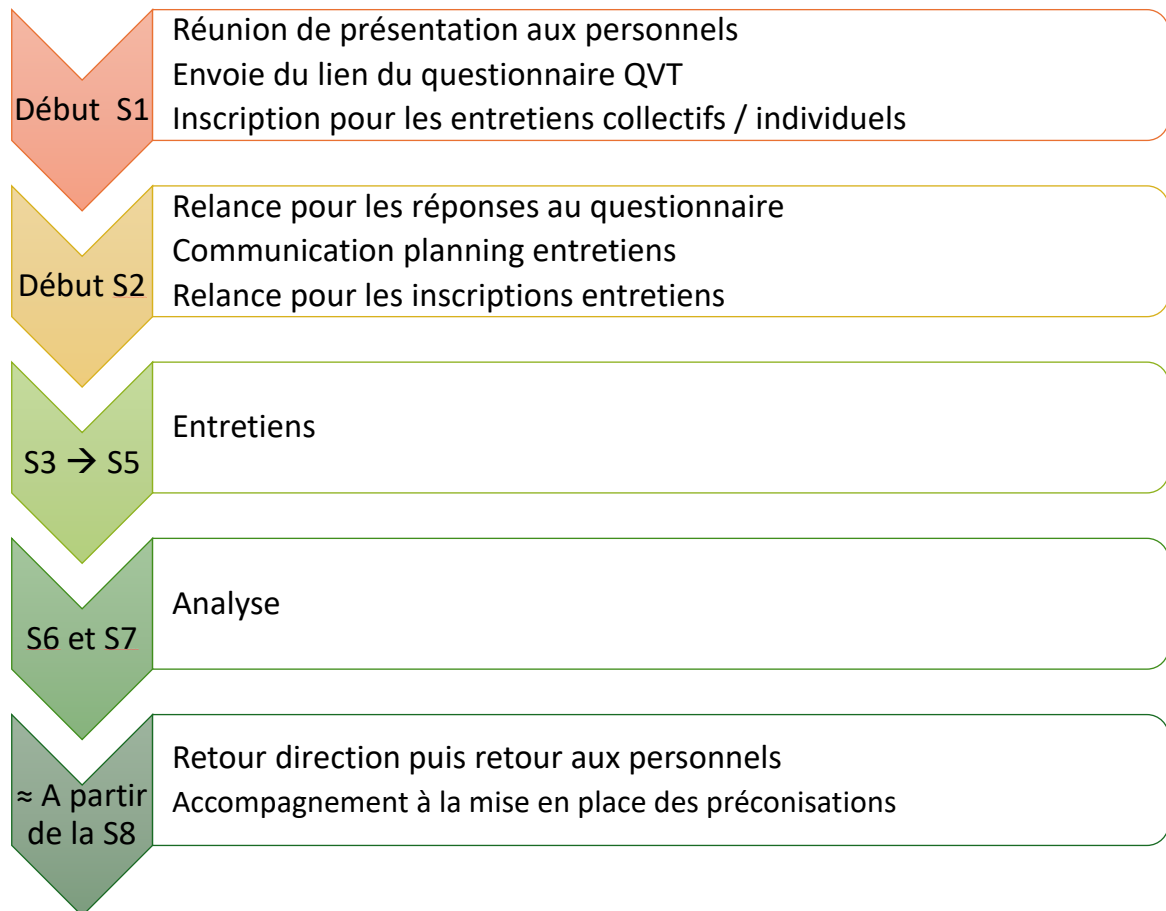 Début S1
Réunion de présentation aux personnels
Envoie du lien du questionnaire QVT
Inscription pour les entretiens collectifs / individuels
Début S2
Relance pour les réponses au questionnaire
Communication planning entretiens
Relance pour les inscriptions entretiens
S3 → S5
Entretiens
S6 et S7
Analyse
≈ A partir
de la S8
Retour direction puis retour aux personnels
Accompagnement à la mise en place des préconisations